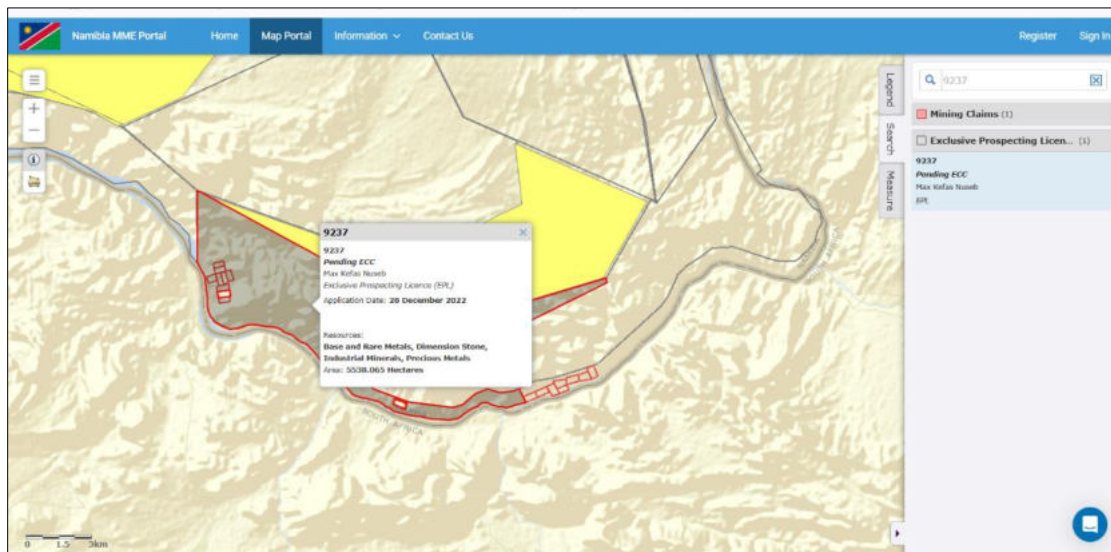 Namibia MME Portal
Home
Map Portal
Information
Contact Us
Register
Sign In
Legend
Search
Measure
9237
Mining Claims (1)
Exclusive Prospecting Licen... (1)
9237
Pending ECC
Max Kefas Nuseb
EPL
9237
9237
Pending ECC
Max Kefas Nuseb
Exclusive Prospecting Licence (EPL)
Application Date: 28 December 2022
Resources:
Base and Rare Metals, Dimension Stone,
Industrial Minerals, Precious Metals
Area: 5538.065 Hectares
SOUTH AFRICA
0 1.5 3km